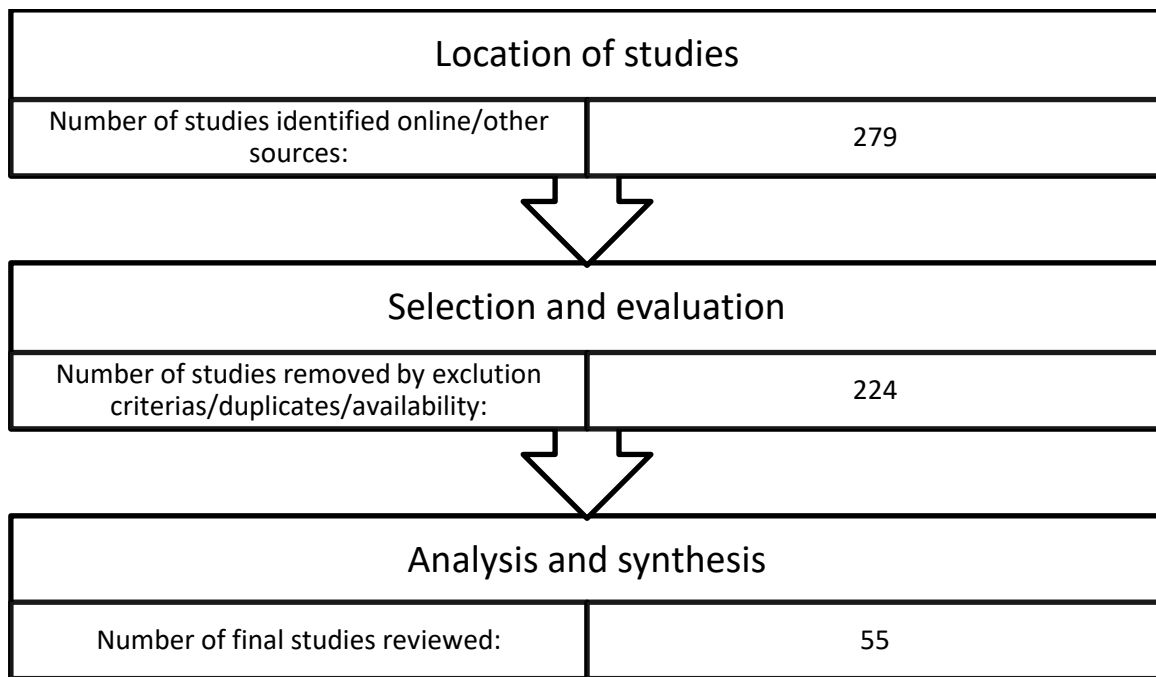 Location of studies
Number of studies identified online/other
sources:
279
Selection and evaluation
Number of studies removed by exclution
criterias/duplicates/availability:
224
Analysis and synthesis
Number of final studies reviewed:
55